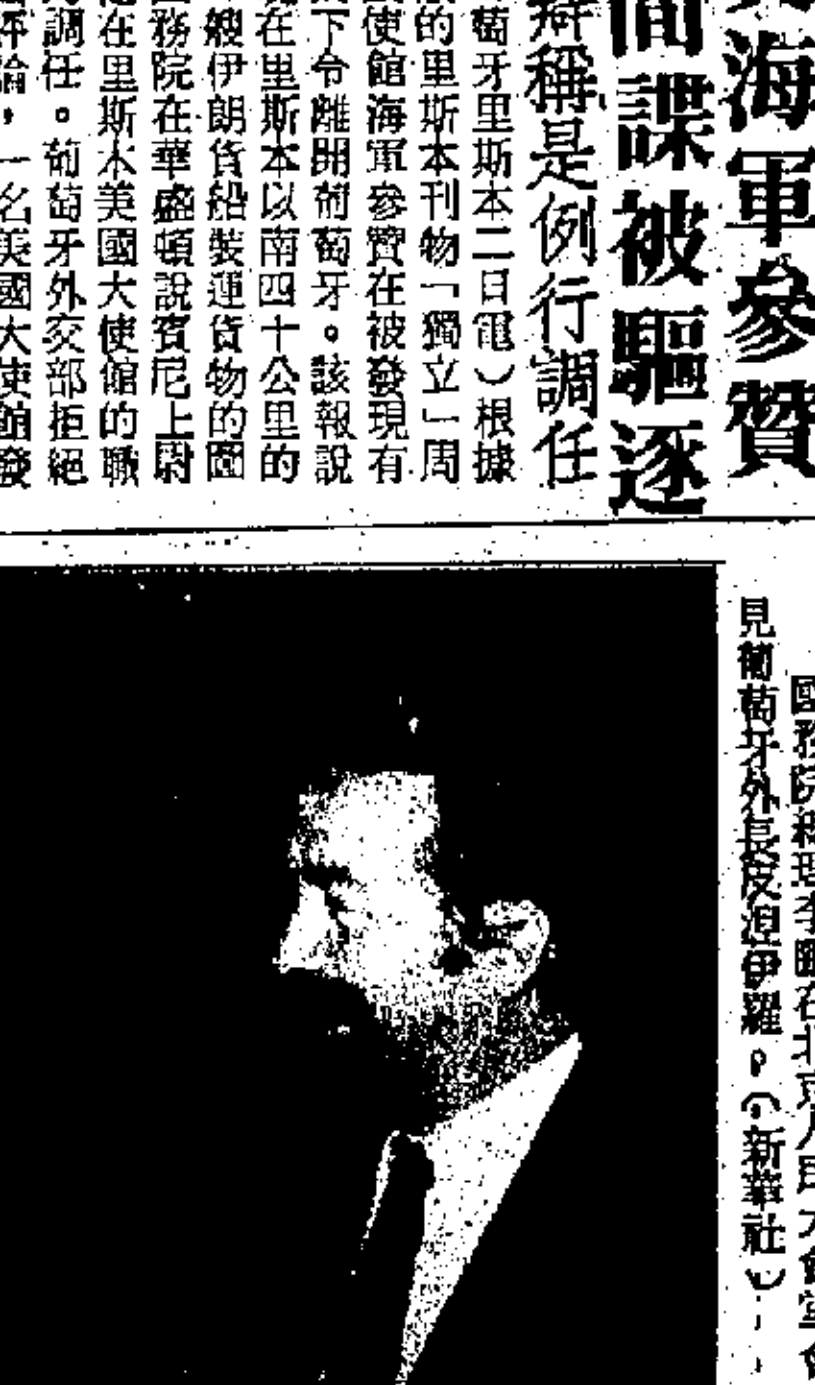 海軍參贊
間諜被驅逐
辯稱是例行調任
萄牙里斯本二日電）根據
的里斯本刊物「獨立」周
使館海軍參贊在被發現有
下令離開葡萄牙。該報說
在里斯本以南四十公里的
艘伊朗貨船裝運貨物的圖
務院在華盛頓說賓尼上尉
在里斯本美國大使館的職
調任。葡萄牙外交部拒絕
評論，一名美國大使館發
國務院總理李鵬在北京人民大會堂會
見葡萄牙外長皮涅伊羅。（新華社）